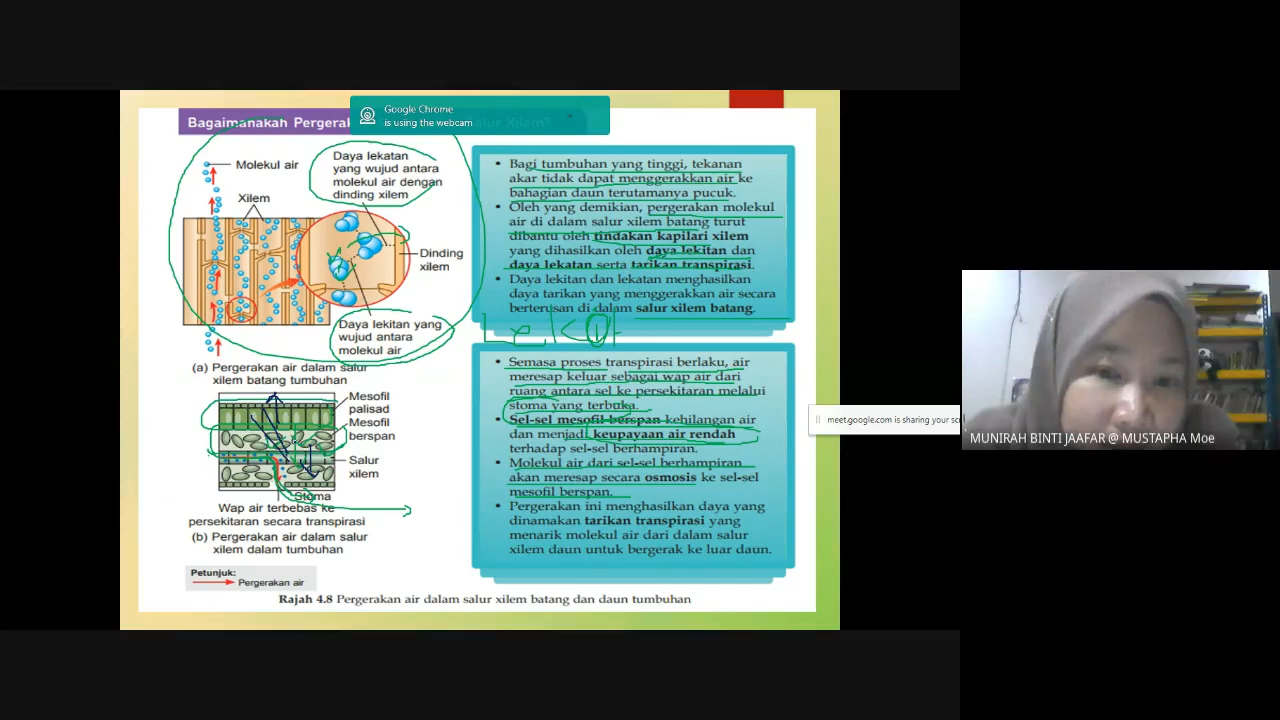 Google Chrome
is using the webcam
Bagaimanakah Pergerak
Salur Xilem?
Molekul air
Daya lekatan
yang wujud antara
molekul air dengan
dinding xilem
Xilem
Dinding
xilem
Daya lekitan yang
wujud antara
molekul air
(a) Pergerakan air dalam salur
xilem batang tumbuhan
Mesofil
palisad
Mesofil
berspan
Salur
xilem
Stoma
Wap air terbebas ke
persekitaran secara transpirasi
(b) Pergerakan air dalam salur
xilem dalam tumbuhan
Petunjuk:
Pergerakan air
• Bagi tumbuhan yang tinggi, tekanan
akar tidak dapat menggerakkan air ke
bahagian daun terutamanya pucuk.
• Oleh yang demikian, pergerakan molekul
air di dalam salur xilem batang turut
dibantu oleh tindakan kapilari xilem
yang dihasilkan oleh daya lekitan dan
daya lekatan serta tarikan transpirasi.
• Daya lekitan dan lekatan menghasilkan
daya tarikan yang menggerakkan air secara
berterusan di dalam salur xilem batang.
• Semasa proses transpirasi berlaku, air
meresap keluar sebagai wap air dari
ruang antara sel ke persekitaran melalui
stoma yang terbuka.
• Sel-sel mesofil berspan kehilangan air
dan menjadi keupayaan air rendah
terhadap sel-sel berhampiran.
• Molekul air dari sel-sel berhampiran
akan meresap secara osmosis ke sel-sel
mesofil berspan.
• Pergerakan ini menghasilkan daya yang
dinamakan tarikan transpirasi yang
menarik molekul air dari dalam salur
xilem daun untuk bergerak ke luar daun.
Rajah 4.8 Pergerakan air dalam salur xilem batang dan daun tumbuhan
meet.google.com is sharing your scr
MUNIRAH BINTI JAAFAR @ MUSTAPHA Moe